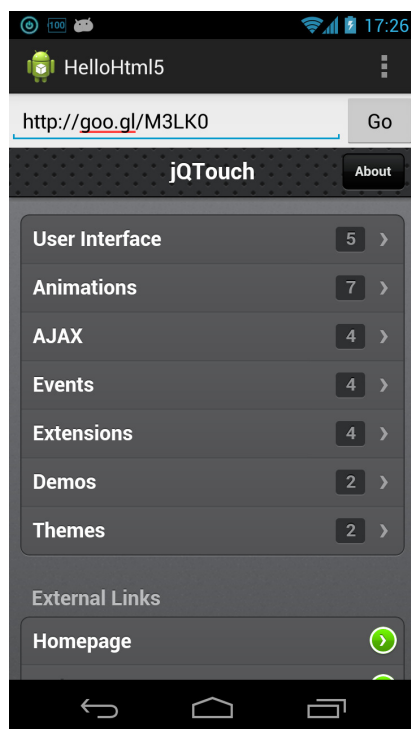 100
17:26
HelloHtml5
http://goo.gl/M3LK0 Go
jQTouch About
User Interface 5
Animations 7
AJAX 4
Events 4
Extensions 4
Demos 2
Themes 2
External Links
Homepage